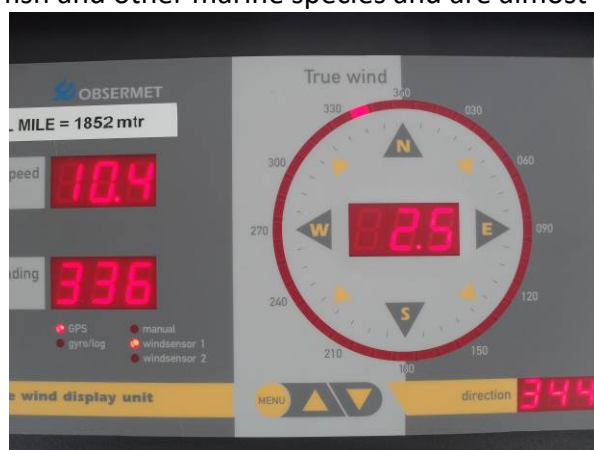 fish and other marine species and are almost
OBSERMET
MILE = 1852 mtr
peed
10.4
336
GPS
gyro/log
manual
windsensor 1
windsensor 2
wind display unit
True wind
360
030
060
090
120
150
180
210
240
270
300
330
N
E
S
W
2.5
MENU
direction
344